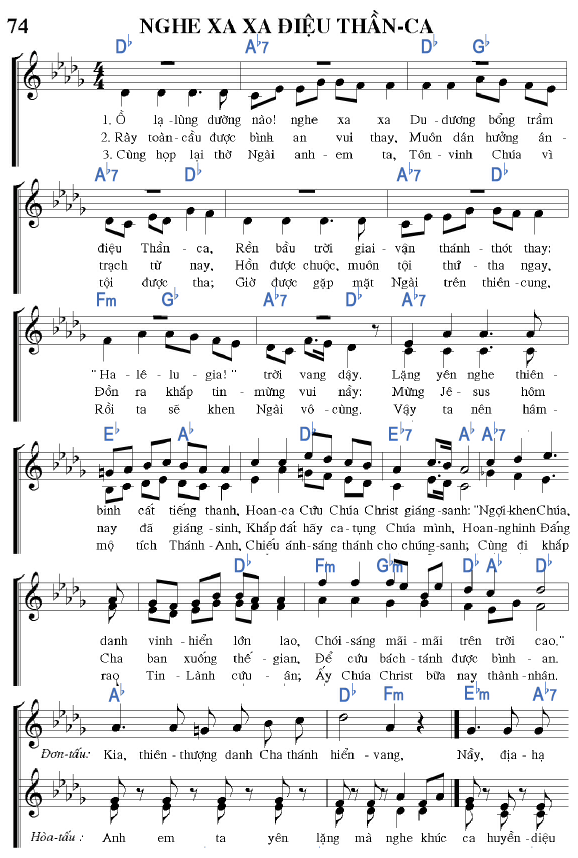 74 NGHE XA XA ĐIỆU THẦN-CA
D♭ A♭7 D♭ G♭
1. Ồ lạ-lùng dường nào! nghe xa xa Du-dương bổng trầm
2. Rày toàn-cầu được bình an vui thay, Muôn dân hưởng ân-
3. Cùng họp lại thờ Ngài anh-em ta, Tôn-vinh Chúa vì
A♭7 D♭ A♭7 D♭
điệu Thần-ca, Rền bầu trời giai-vận thánh-thót thay:
trạch từ nay, Hồn được chuộc, muôn tội thứ-tha ngay,
tội được tha; Giờ được gặp mặt Ngài trên thiên-cung,
Fm G♭ A♭7 D♭ A♭7
"Ha-lê-lu-gia!" trời vang dậy. Lặng yên nghe thiên-
Đồn ra khắp tin-mừng vui nầy: Mừng Jê-sus hôm
Rồi ta sẽ khen Ngài vô-cùng. Vậy ta nên hâm-
E♭ A♭ D♭ E♭7 A♭ A♭7
binh cất tiếng thanh, Hoan-ca Cứu Chúa Christ giáng-sanh: "Ngợi-khen Chúa,
nay đã giáng-sinh, Khắp đất hãy ca-tụng Chúa mình, Hoan-nghinh Đấng
mộ tích Thánh-Anh, Chiếu ánh-sáng thánh cho chúng-sanh; Cùng đi khắp
D♭ Fm G♭m D♭ A♭ D♭
danh vinh-hiển lớn lao, Chói-sáng mãi-mãi trên trời cao."
Cha ban xuống thế-gian, Để cứu bách-tánh được bình-an.
rao Tin-Lành cứu-ân; Ấy Chúa Christ bữa nay thành-nhân.
A♭ D♭ Fm E♭m A♭7
Đơn-tấu: Kia, thiên-thượng danh Cha thánh hiển-vang, Nầy, địa-hạ
Hòa-tấu : Anh em ta yên lặng mà nghe khúc ca huyền-diệu